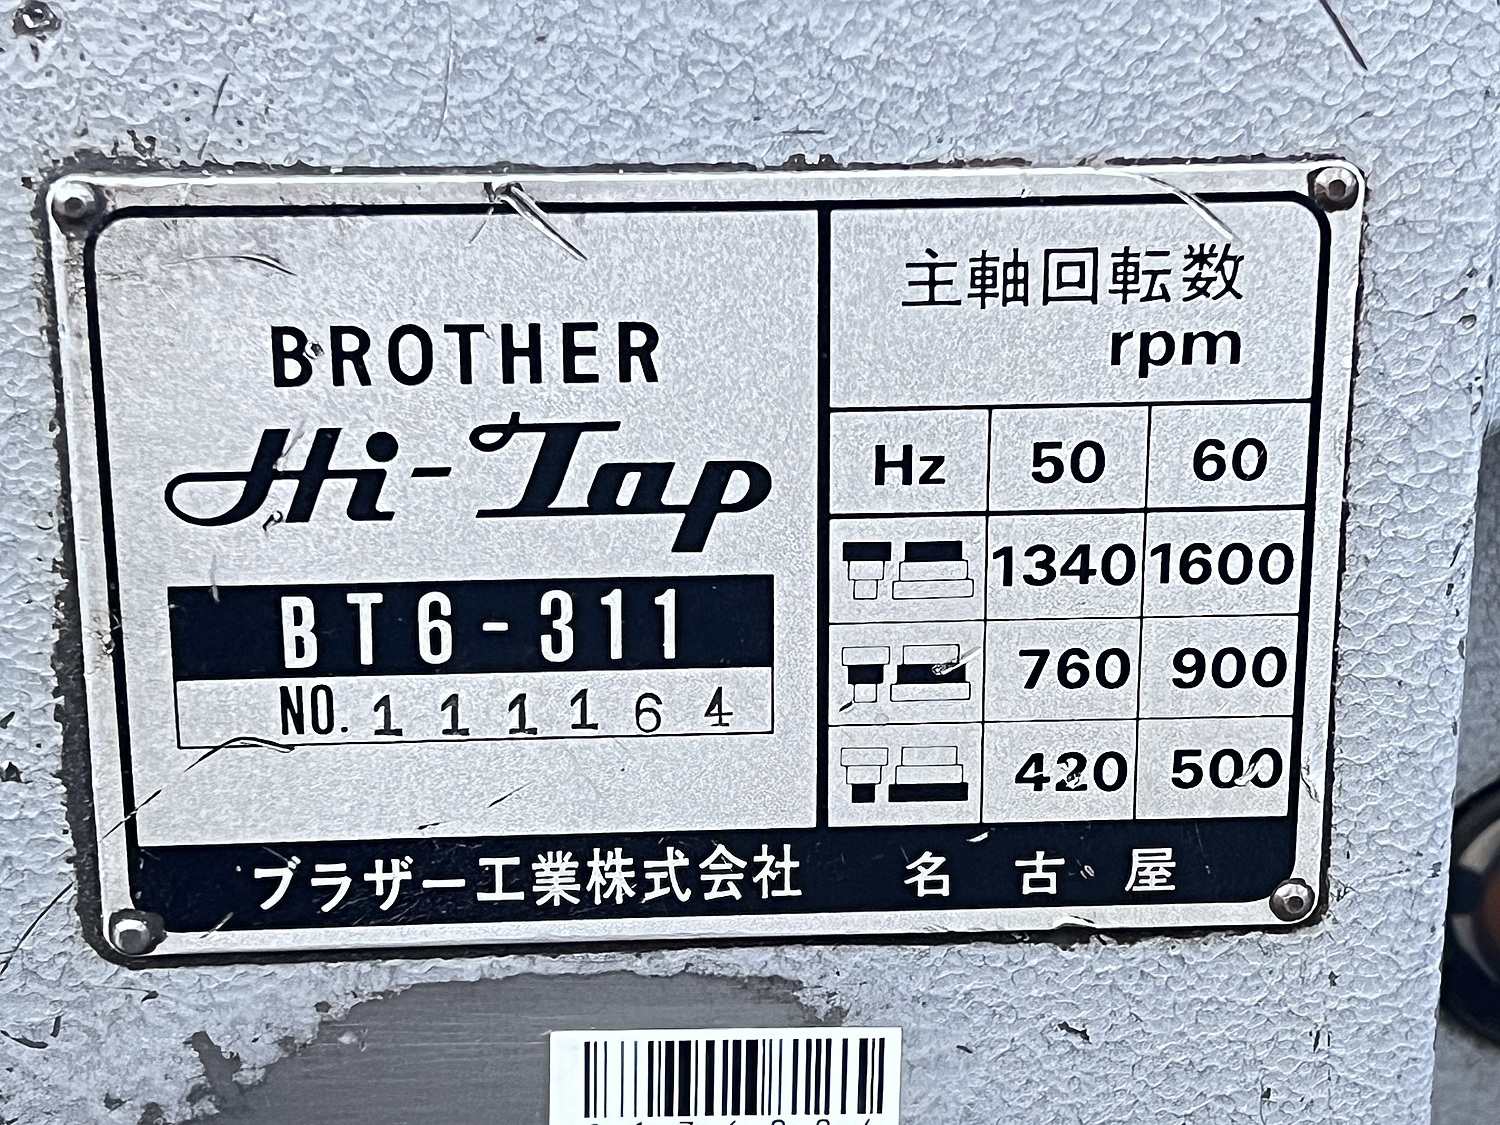 BROTHER
Hi-Tap
BT6-311
NO. 111164
主軸回転数
rpm
Hz 50 60
1340 1600
760 900
420 500
ブラザー工業株式会社 名古屋